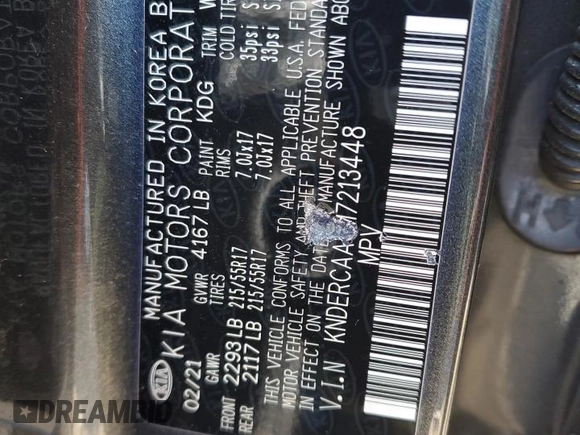 MANUFACTURED IN KOREA B
KIA MOTORS CORPORAT
KIA
02/21 GVWR 4167 LB PAINT KDG TRIM W
GAWR TIRES RIMS COLD TIR
FRONT 2293 LB 215/55R17 7.0JX17 35psi
REAR 2117 LB 215/55R17 7.0JX17 33psi
THIS VEHICLE CONFORMS TO ALL APPLICABLE U.S.A. FED
MOTOR VEHICLE SAFETY AND THEFT PREVENTION STANDA
IN EFFECT ON THE DATE MANUFACTURE SHOWN ABO
V.I.N KNDERCAA 7213448
MPV
DREAMBID